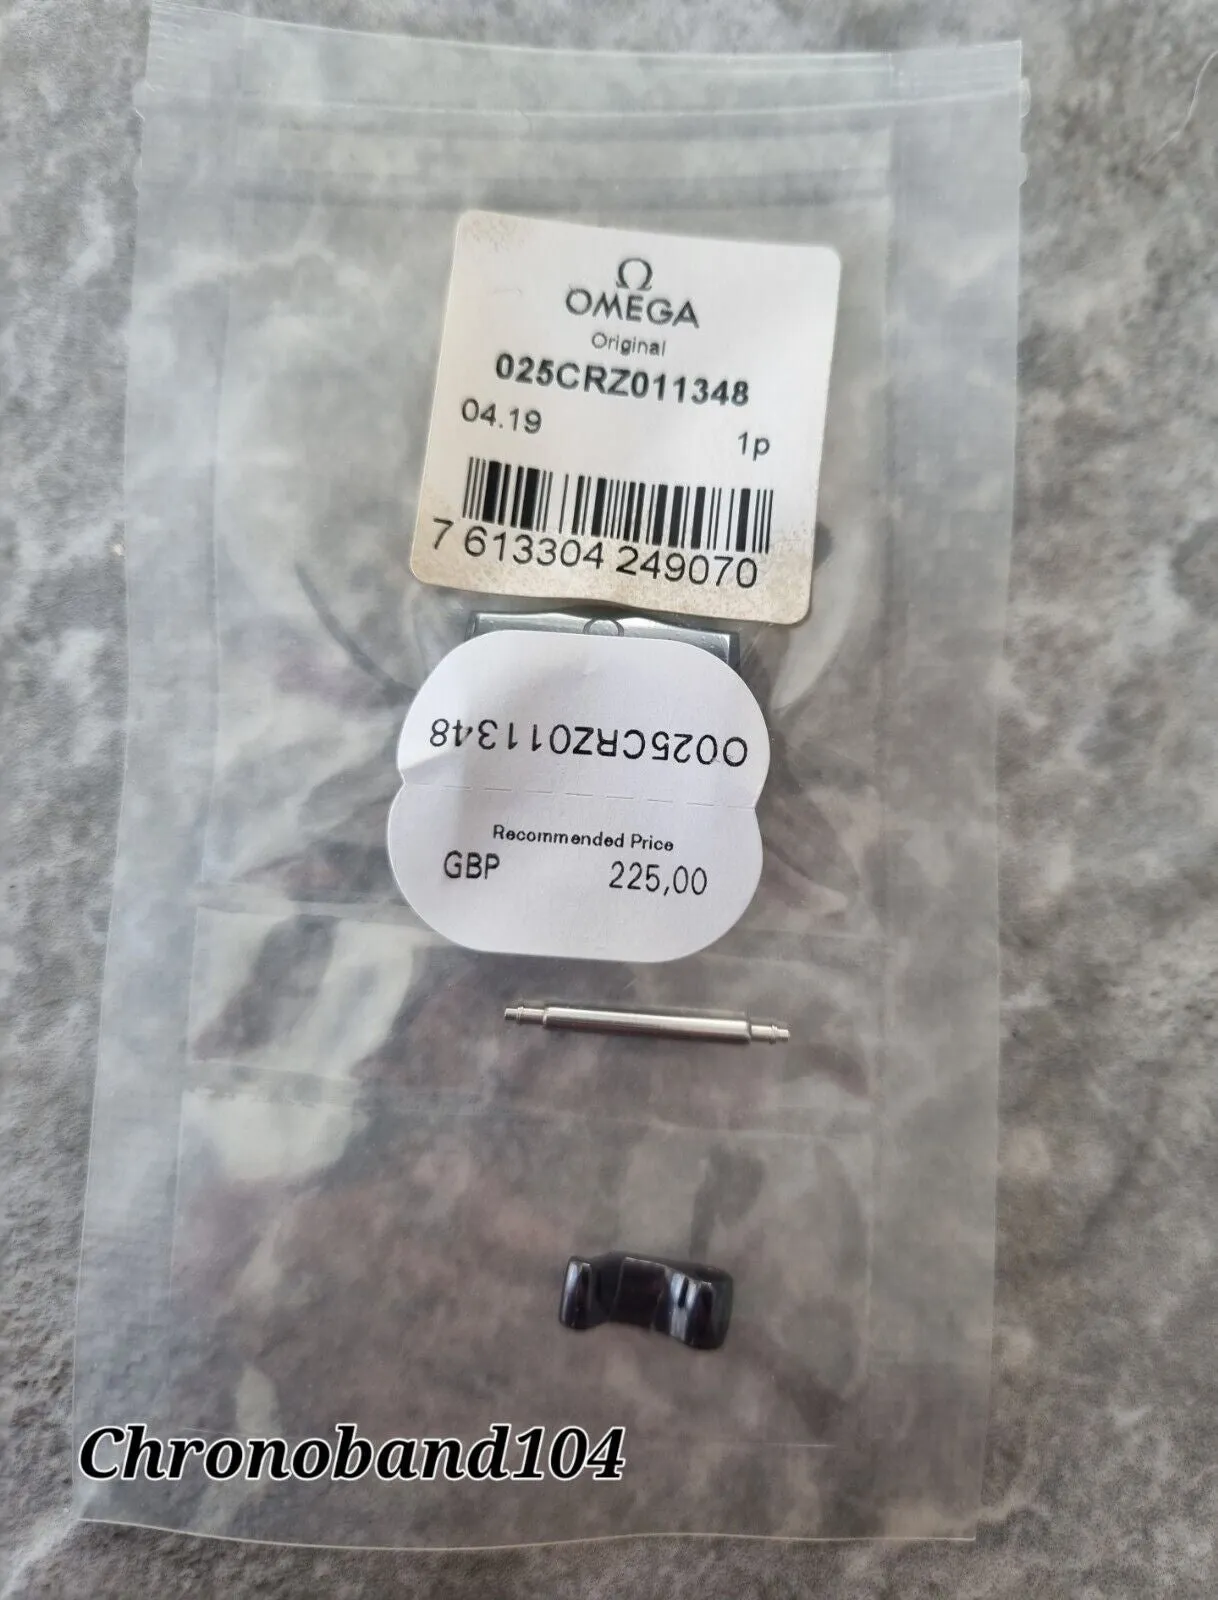 Ω
OMEGA
Original
025CRZ011348
04.19
1p
7 613304 249070
O025CRZ011348
Recommended Price
GBP 225,00
Chronoband104